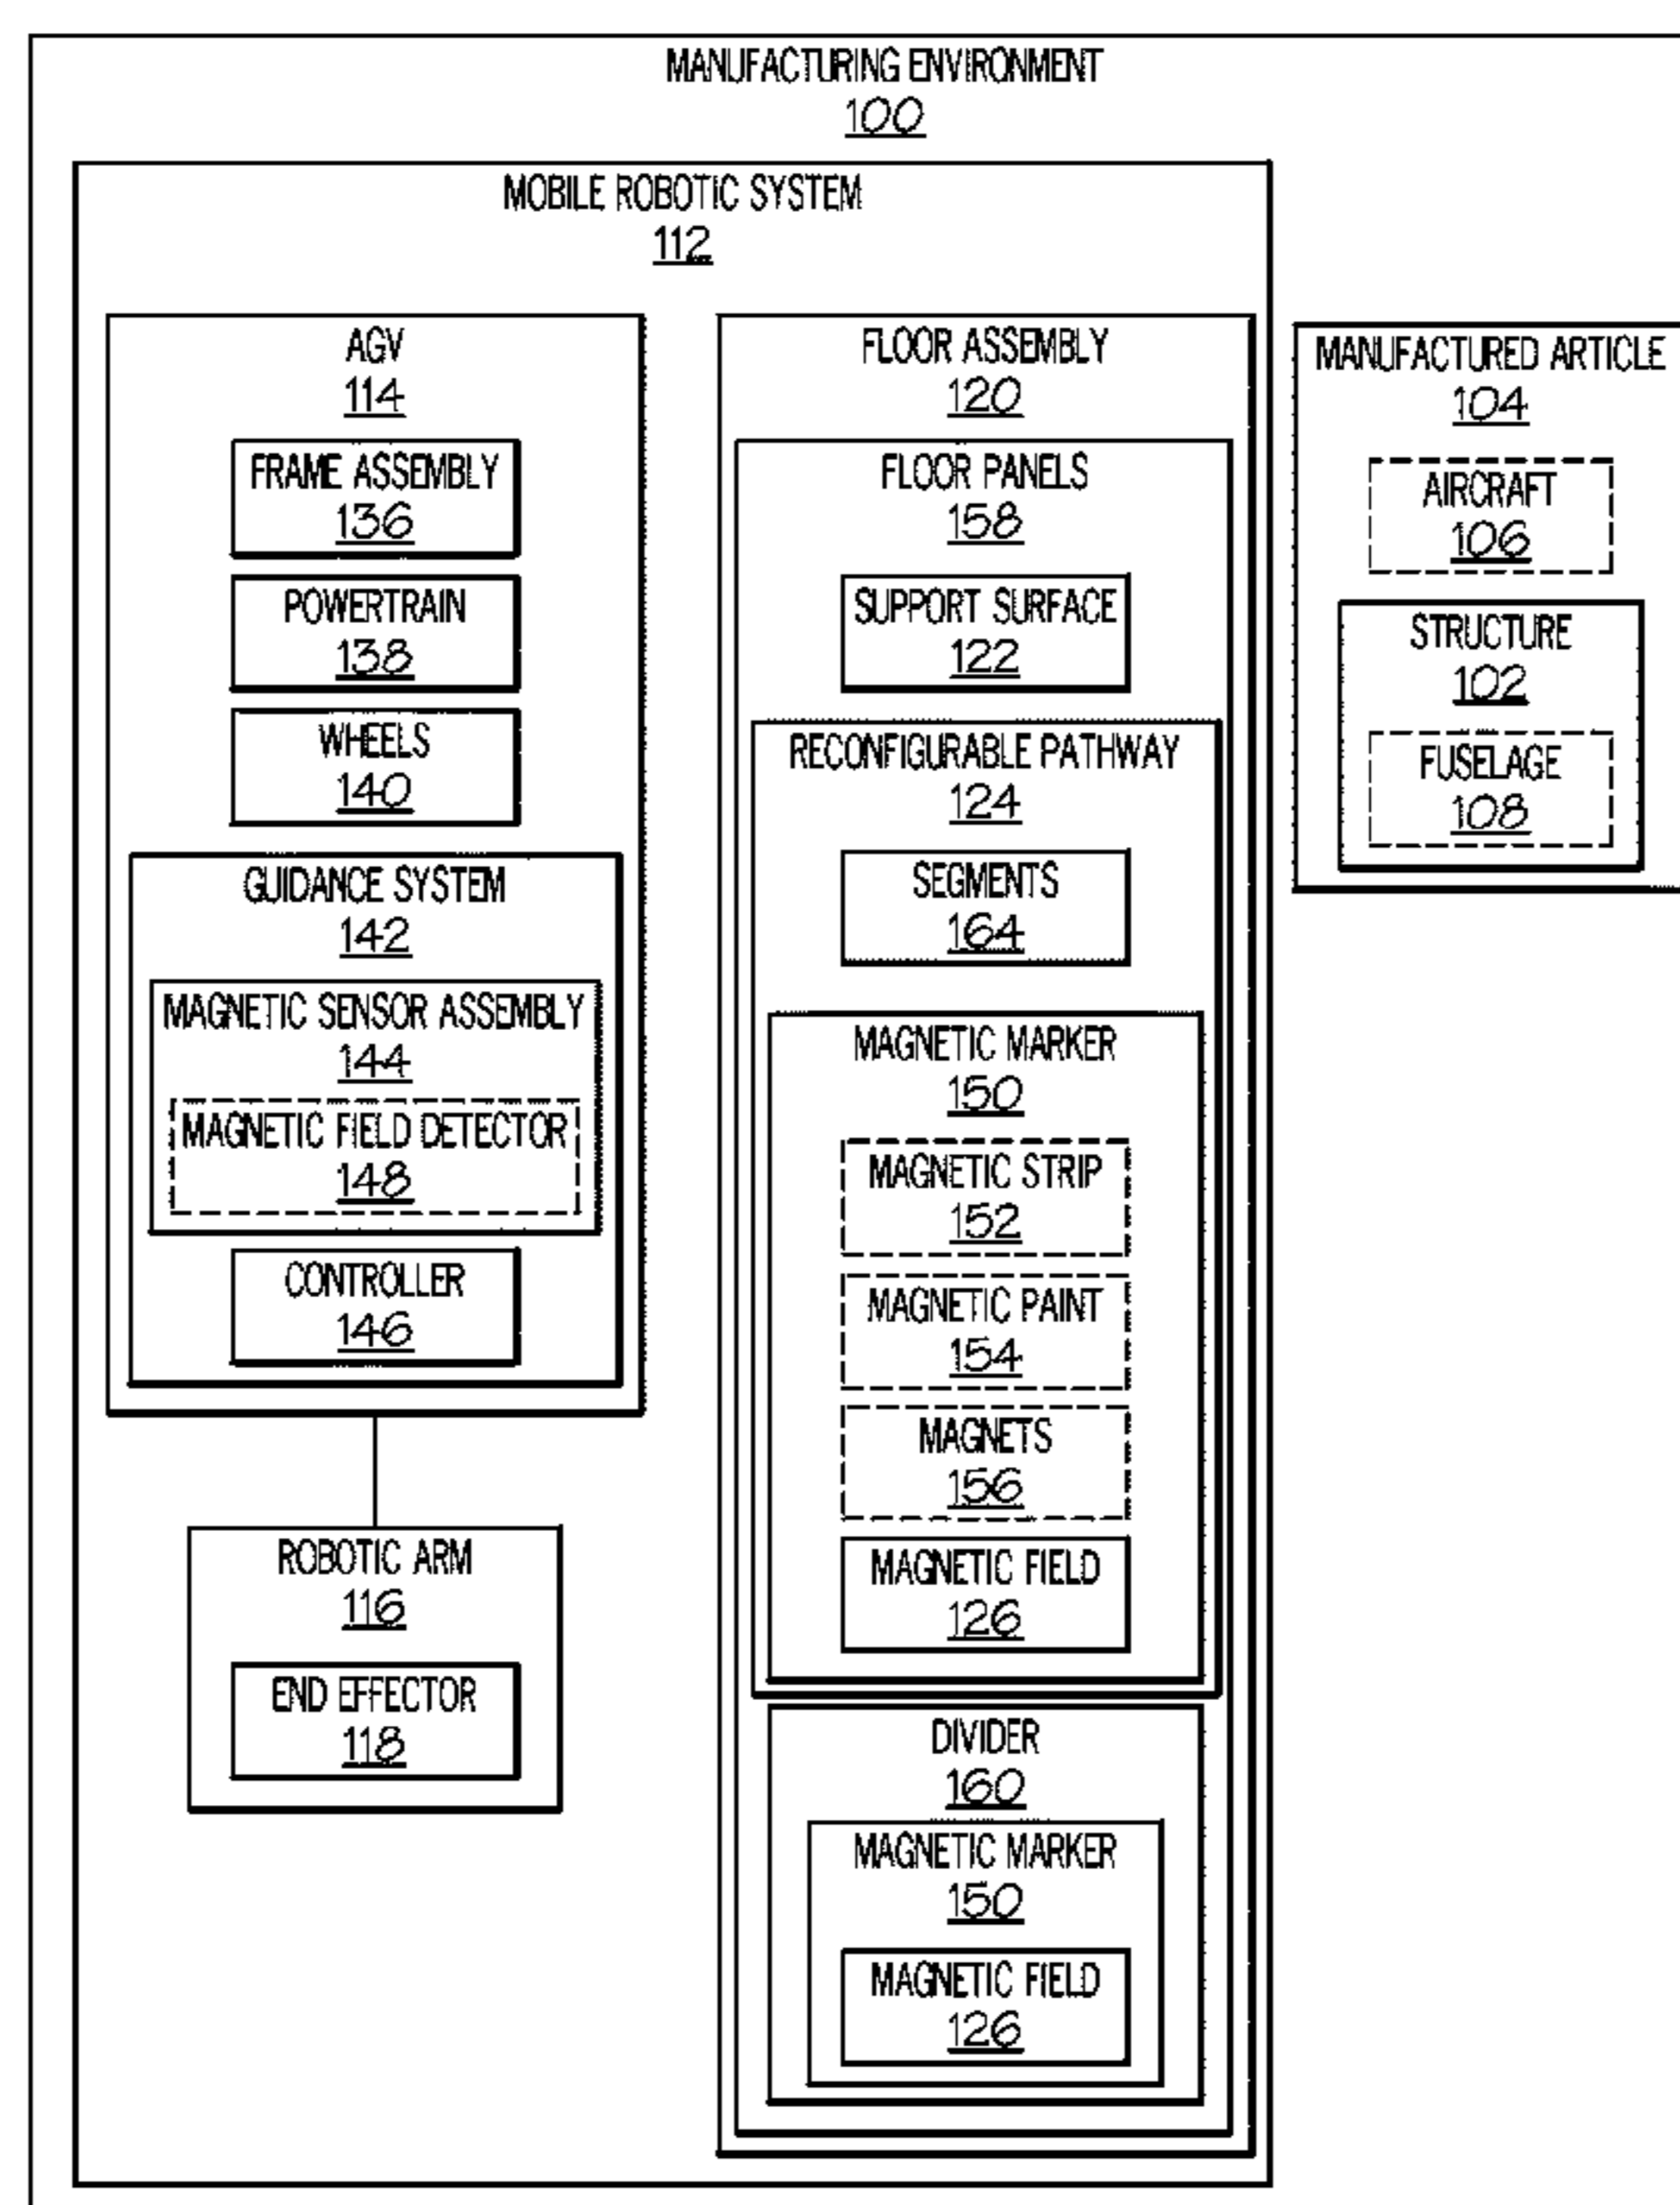 MANUFACTURING ENVIRONMENT
100
MOBILE ROBOTIC SYSTEM
112
AGV
114
FRAME ASSEMBLY
136
POWERTRAIN
138
WHEELS
140
GUIDANCE SYSTEM
142
MAGNETIC SENSOR ASSEMBLY
144
MAGNETIC FIELD DETECTOR
148
CONTROLLER
146
ROBOTIC ARM
116
END EFFECTOR
118
FLOOR ASSEMBLY
120
FLOOR PANELS
158
SUPPORT SURFACE
122
RECONFIGURABLE PATHWAY
124
SEGMENTS
164
MAGNETIC MARKER
150
MAGNETIC STRIP
152
MAGNETIC PAINT
154
MAGNETS
156
MAGNETIC FIELD
126
DIVIDER
160
MAGNETIC MARKER
150
MAGNETIC FIELD
126
MANUFACTURED ARTICLE
104
AIRCRAFT
106
STRUCTURE
102
FUSELAGE
108